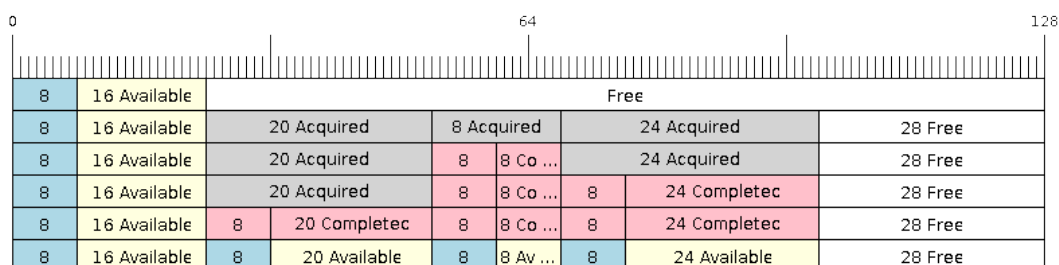 0 64 128
8 16 Available Free
8 16 Available 20 Acquired 8 Acquired 24 Acquired 28 Free
8 16 Available 20 Acquired 8 8 Co ... 24 Acquired 28 Free
8 16 Available 20 Acquired 8 8 Co ... 8 24 Completec 28 Free
8 16 Available 8 20 Completec 8 8 Co ... 8 24 Completec 28 Free
8 16 Available 8 20 Available 8 8 Av ... 8 24 Available 28 Free